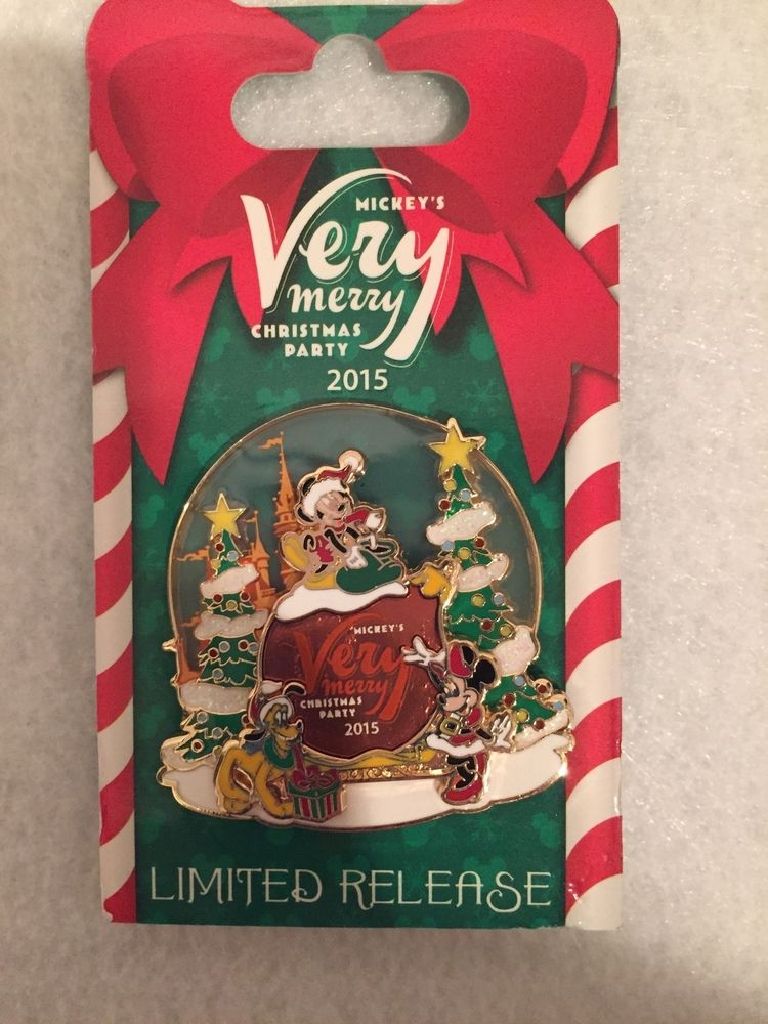 MICKEY'S
Very
merry
CHRISTMAS
PARTY
2015
MICKEY'S
Very
merry
CHRISTMAS
PARTY
2015
LIMITED RELEASE